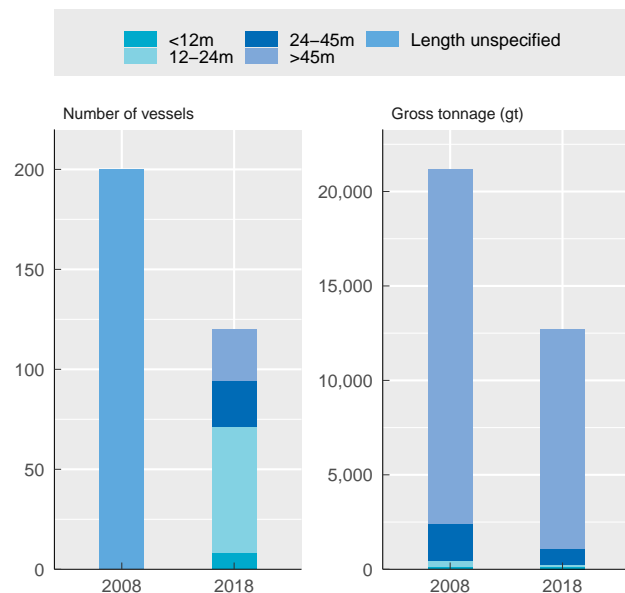 <12m
24–45m
Length unspecified
12–24m
>45m
Number of vessels
Gross tonnage (gt)
200
150
100
50
0
2008
2018
20,000
15,000
10,000
5,000
0
2008
2018